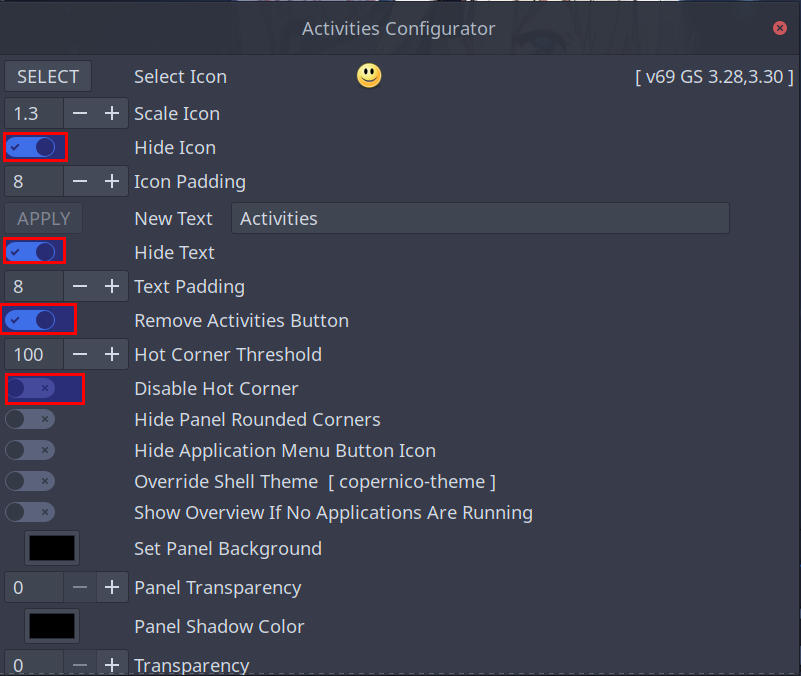 Activities Configurator
SELECT Select Icon [ v69 GS 3.28,3.30 ]
1.3 Scale Icon
Hide Icon
8 Icon Padding
APPLY New Text Activities
Hide Text
8 Text Padding
Remove Activities Button
100 Hot Corner Threshold
Disable Hot Corner
Hide Panel Rounded Corners
Hide Application Menu Button Icon
Override Shell Theme [ copernico-theme ]
Show Overview If No Applications Are Running
Set Panel Background
0 Panel Transparency
Panel Shadow Color
0 Transparency